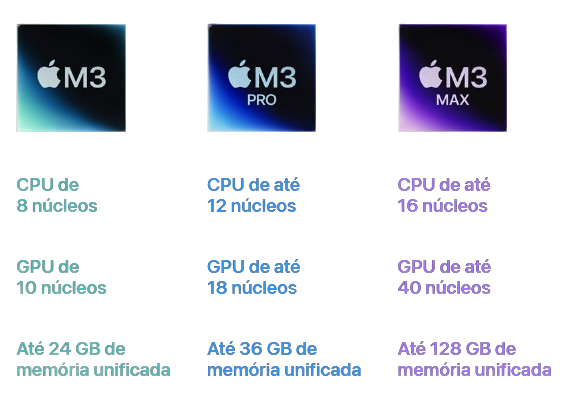 M3
M3
PRO
M3
MAX
CPU de
8 núcleos
CPU de até
12 núcleos
CPU de até
16 núcleos
GPU de
10 núcleos
GPU de até
18 núcleos
GPU de até
40 núcleos
Até 24 GB de
memória unificada
Até 36 GB de
memória unificada
Até 128 GB de
memória unificada